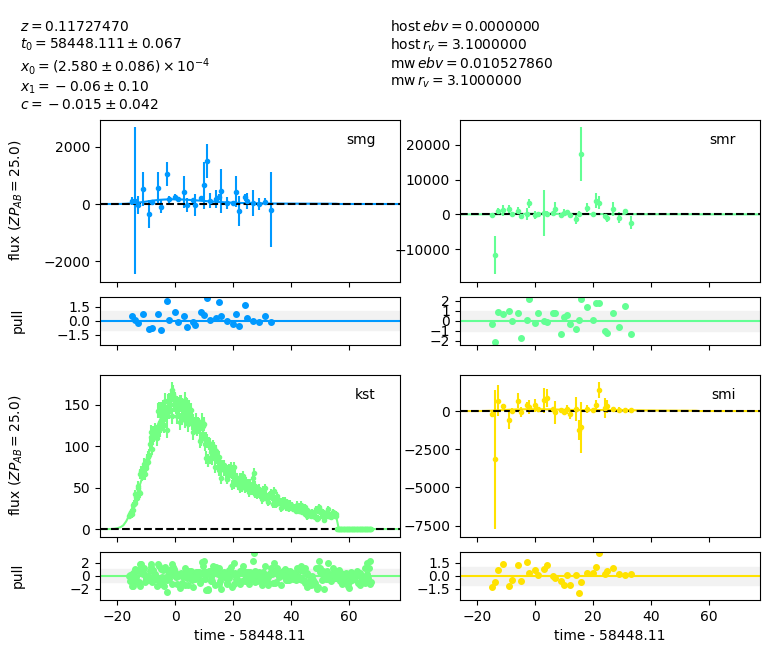 z = 0.11727470
t0 = 58448.111 ± 0.067
x0 = (2.580 ± 0.086) × 10^−4
x1 = −0.06 ± 0.10
c = −0.015 ± 0.042
host ebv = 0.0000000
host rv = 3.1000000
mw ebv = 0.010527860
mw rv = 3.1000000
smg
2000
0
−2000
flux (ZPAB = 25.0)
smr
20000
10000
0
−10000
1.5
0.0
−1.5
pull
2
1
0
−1
−2
kst
150
100
50
0
flux (ZPAB = 25.0)
smi
0
−2500
−5000
−7500
2
0
−2
pull
−20 0 20 40 60
time - 58448.11
1.5
0.0
−1.5
−20 0 20 40 60
time - 58448.11